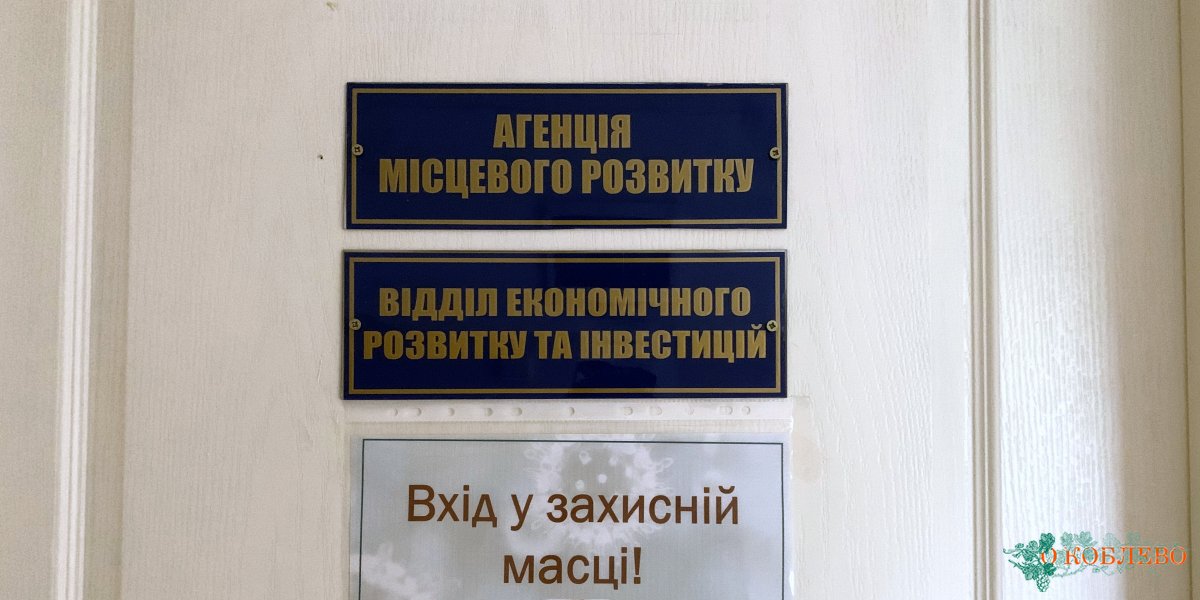 АГЕНЦІЯ
МІСЦЕВОГО РОЗВИТКУ
ВІДДІЛ ЕКОНОМІЧНОГО
РОЗВИТКУ ТА ІНВЕСТИЦІЙ
Вхід у захисній
масці!
О КОБЛЕВО